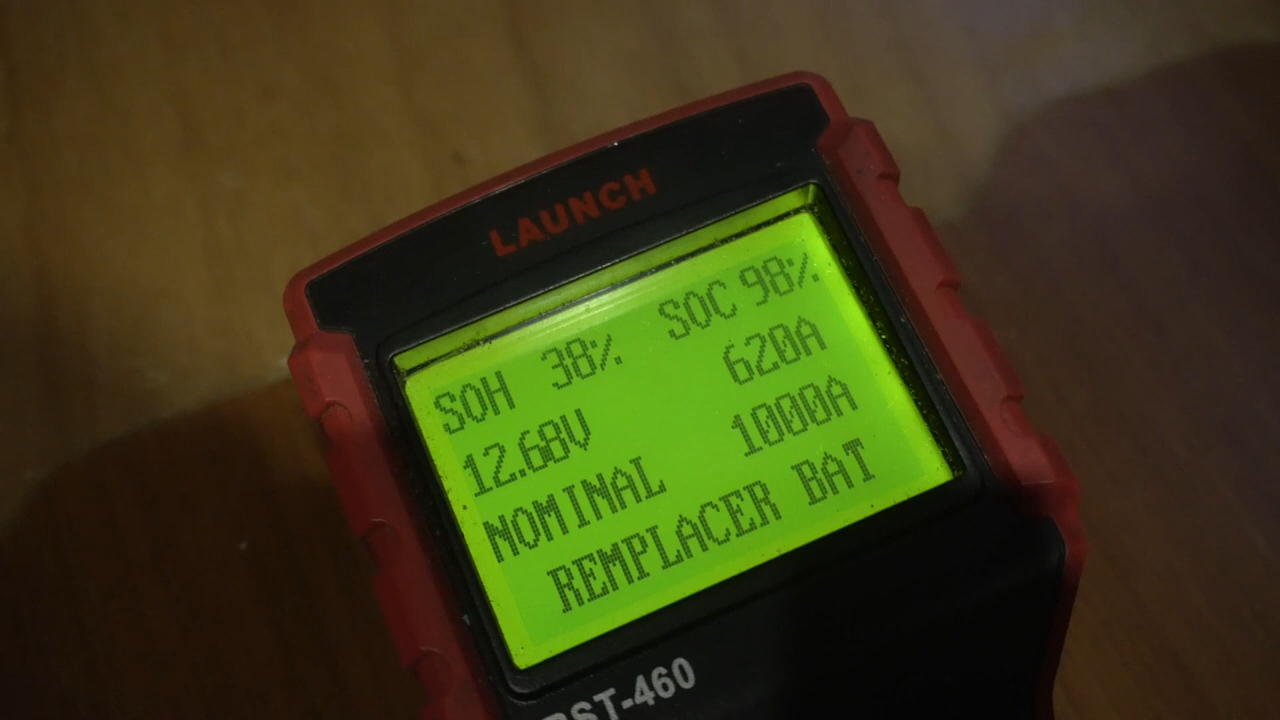 LAUNCH
SOH 38% SOC 98%
12.68V 620A
NOMINAL 1000A
REMPLACER BAT
BST-460